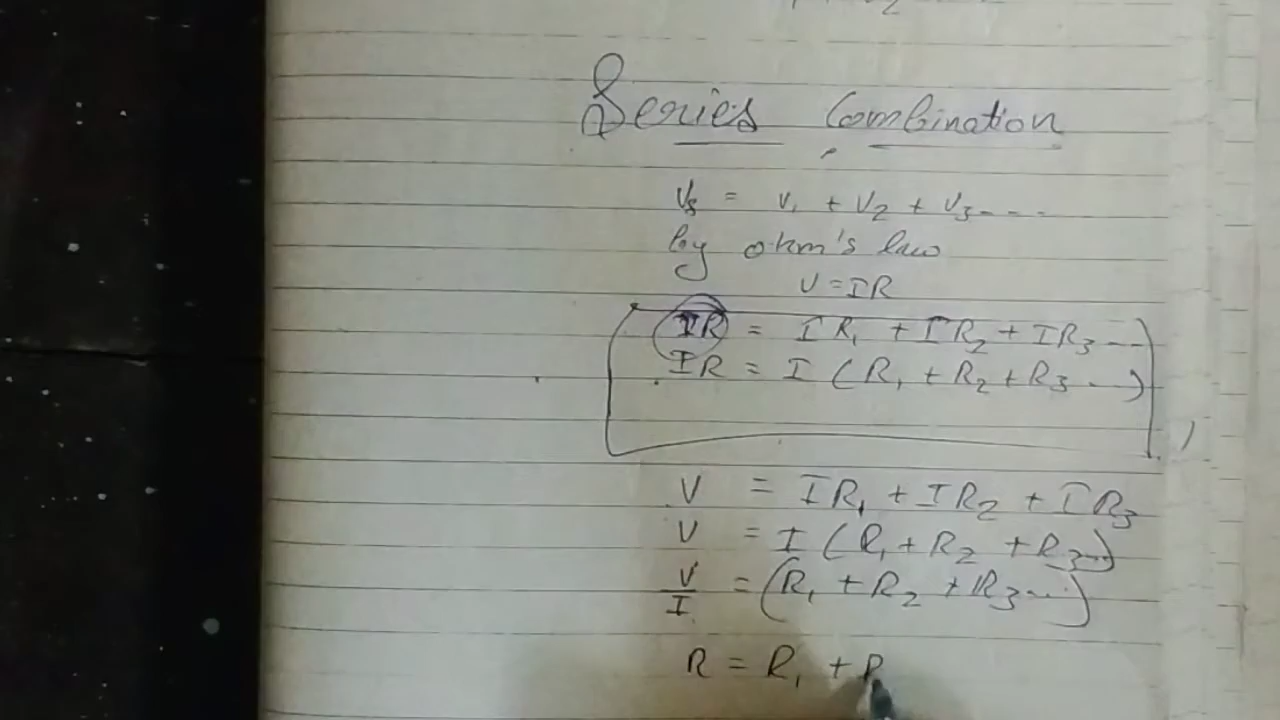 Series Combination
Vs = V1 + V2 + V3----
by ohm's law
V = IR
IR = IR1 + IR2 + IR3---
IR = I (R1 + R2 + R3 --)
V = IR1 + IR2 + IR3
V = I (R1 + R2 + R3--)
V/I = (R1 + R2 + R3---)
R = R1 + R